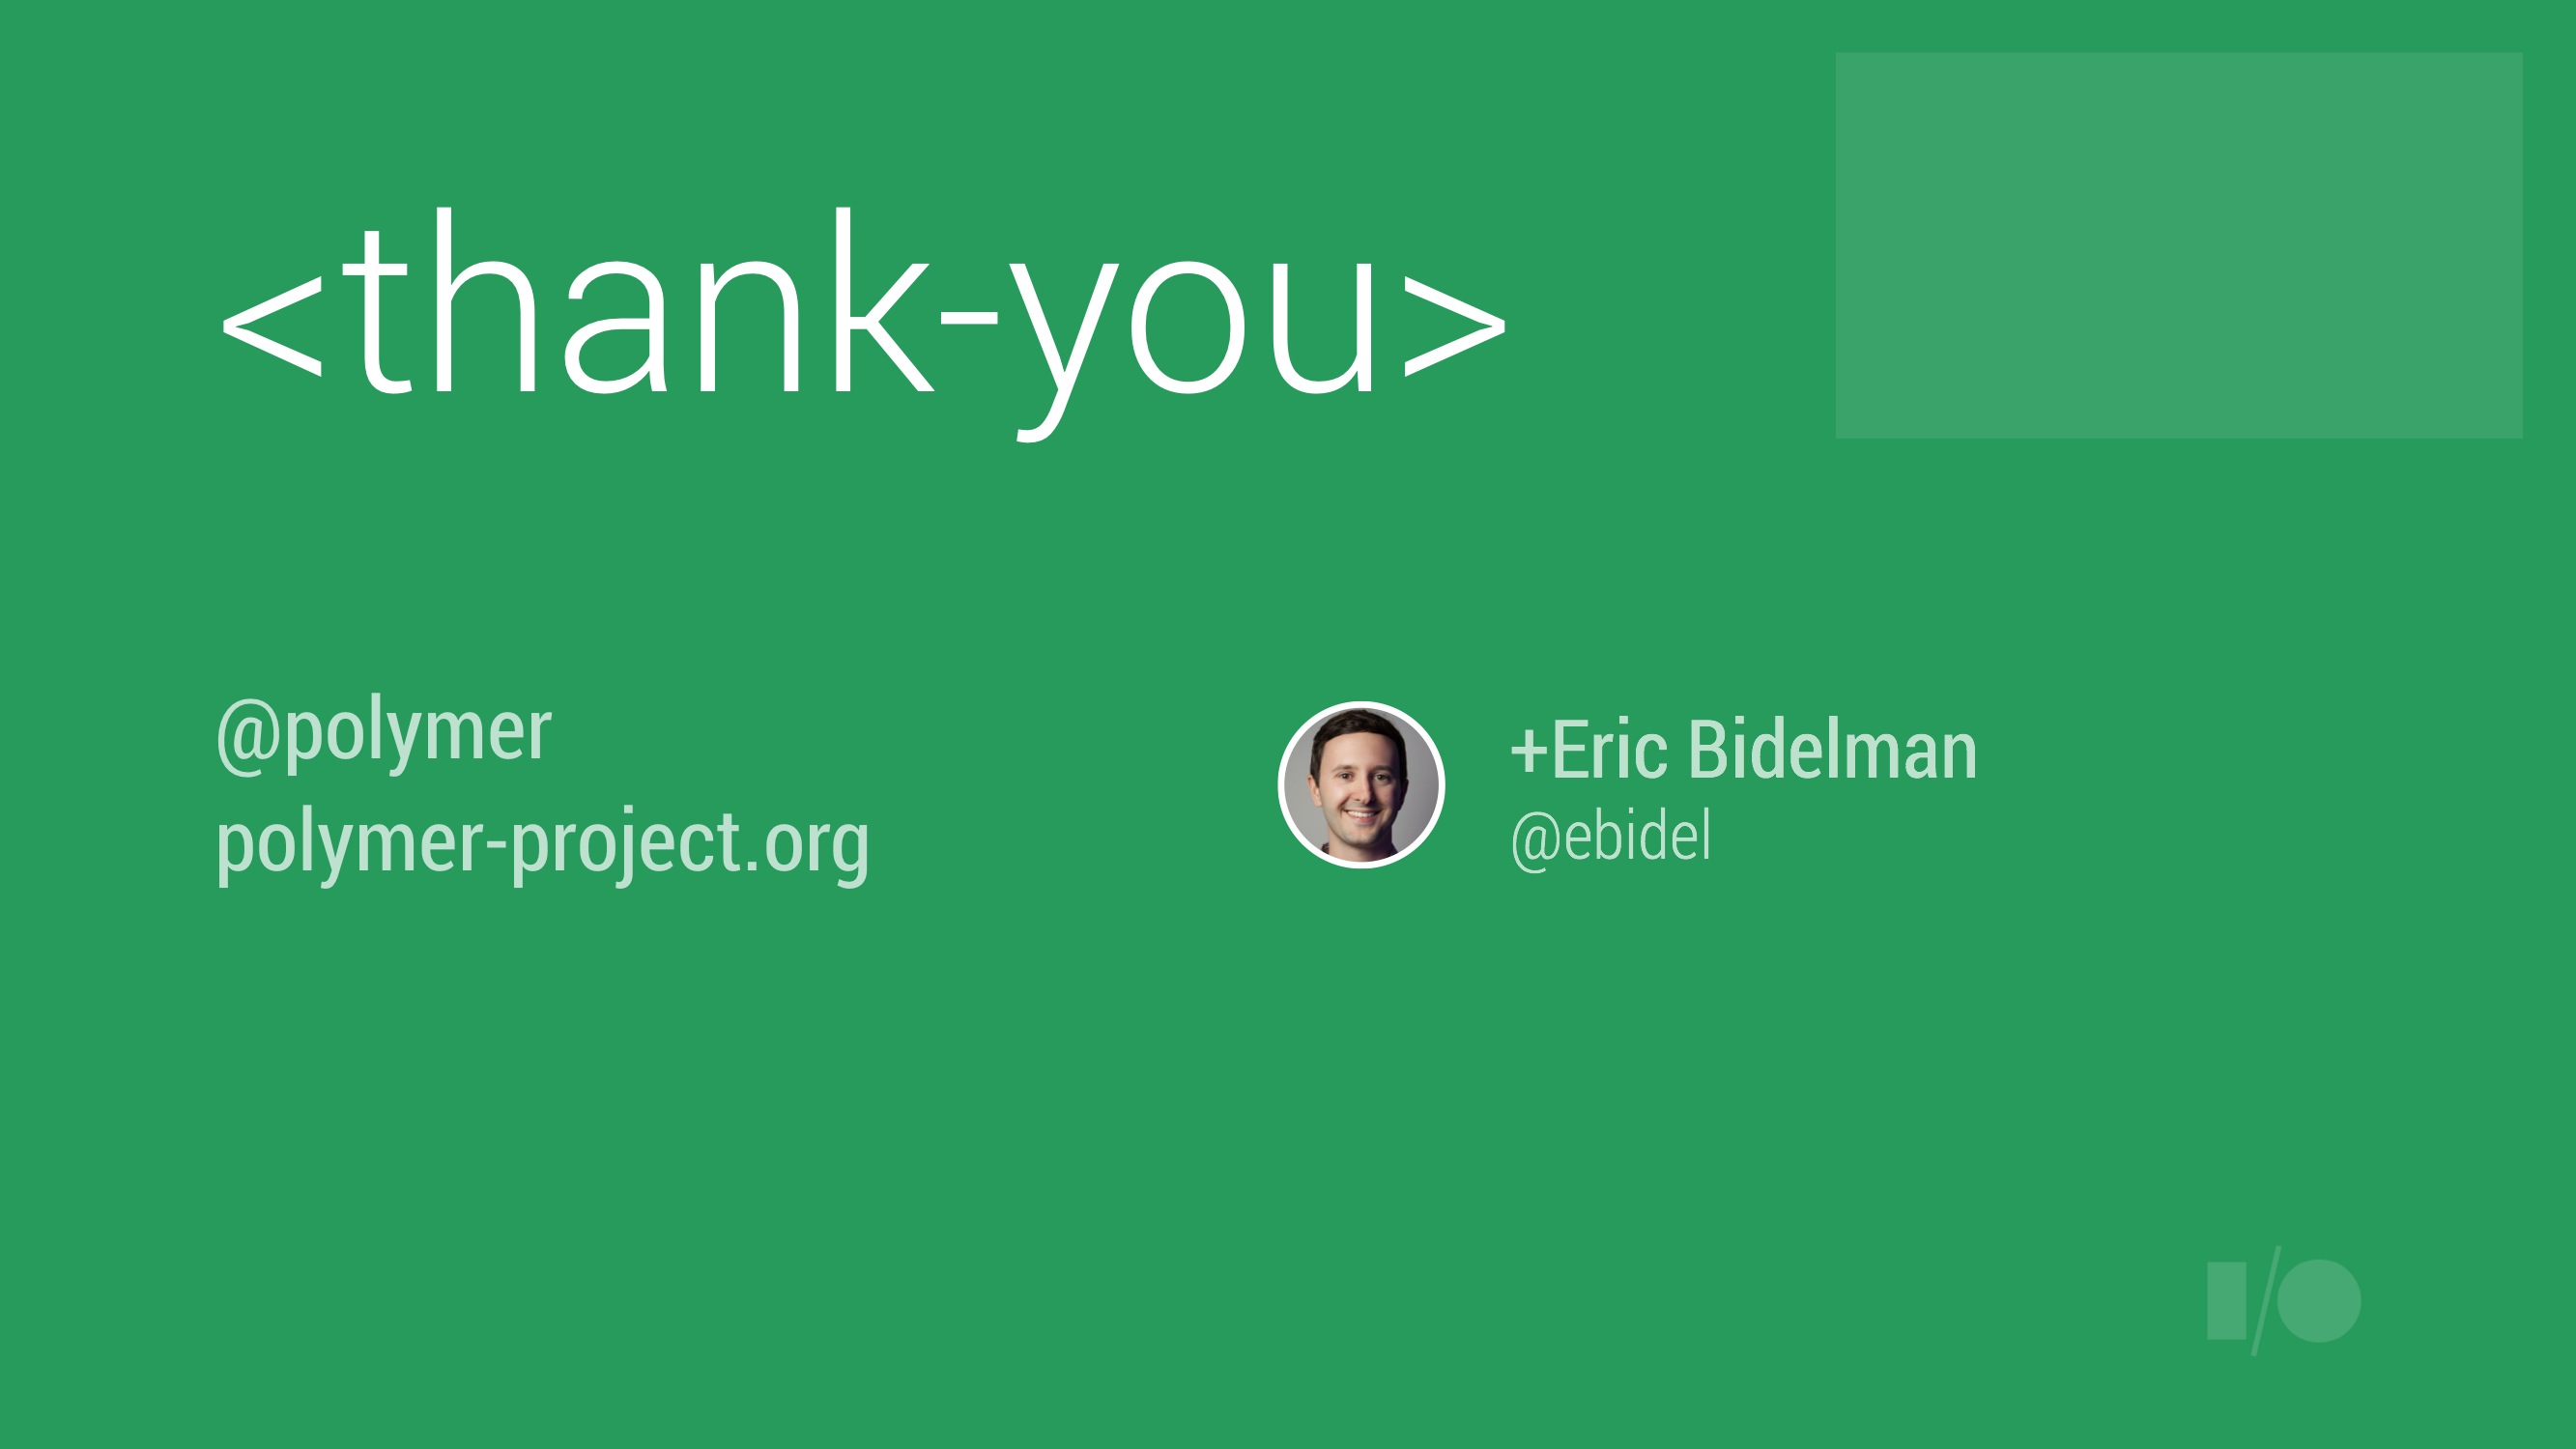 <thank-you>
@polymer
polymer-project.org
+Eric Bidelman
@ebidel
I/O